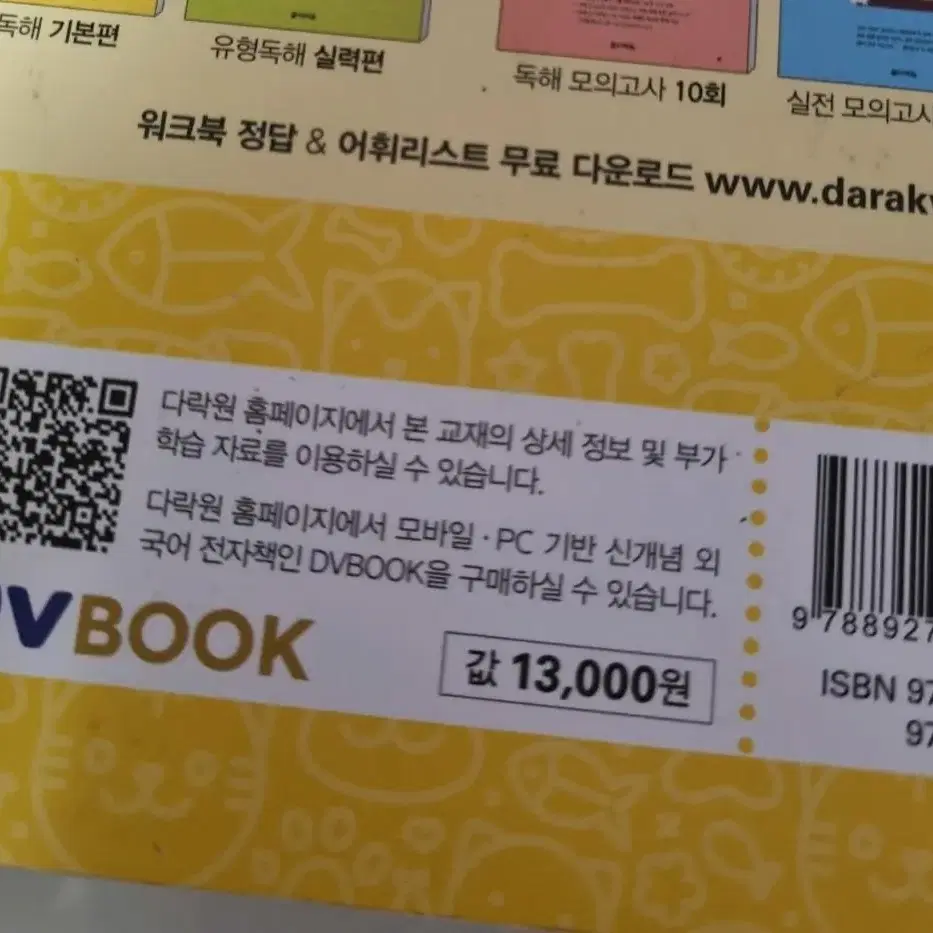 독해 기본편
유형독해 실력편
독해 모의고사 10회
실전 모의고사
워크북 정답 & 어휘리스트 무료 다운로드 www.darak
다락원 홈페이지에서 본 교재의 상세 정보 및 부가
학습 자료를 이용하실 수 있습니다.
다락원 홈페이지에서 모바일·PC 기반 신개념 외
국어 전자책인 DVBOOK을 구매하실 수 있습니다.
DVBOOK
값 13,000원
9 788927
ISBN 97
97